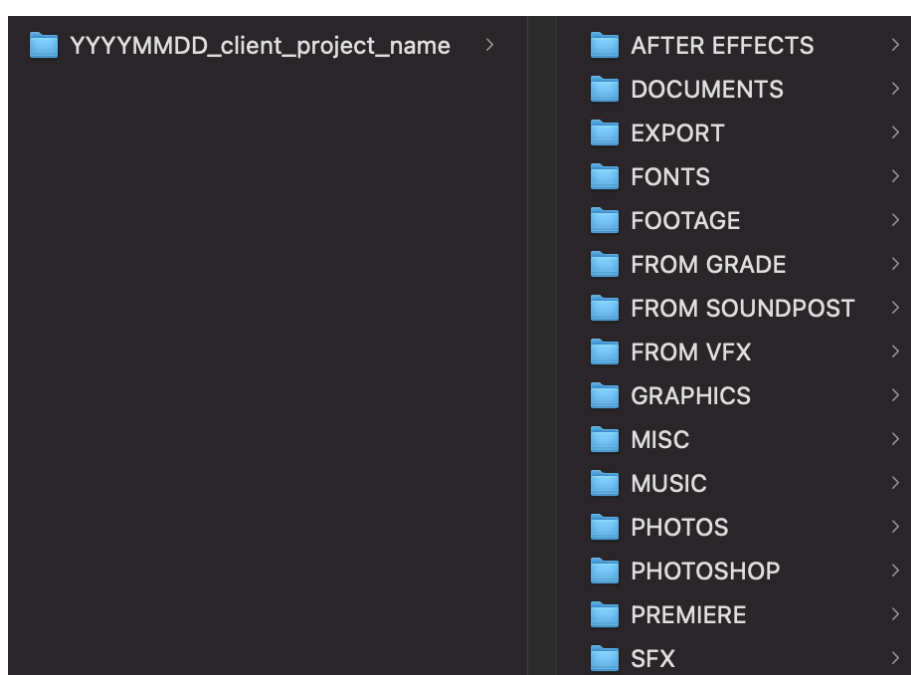 YYYYMMDD_client_project_name
AFTER EFFECTS
DOCUMENTS
EXPORT
FONTS
FOOTAGE
FROM GRADE
FROM SOUNDPOST
FROM VFX
GRAPHICS
MISC
MUSIC
PHOTOS
PHOTOSHOP
PREMIERE
SFX